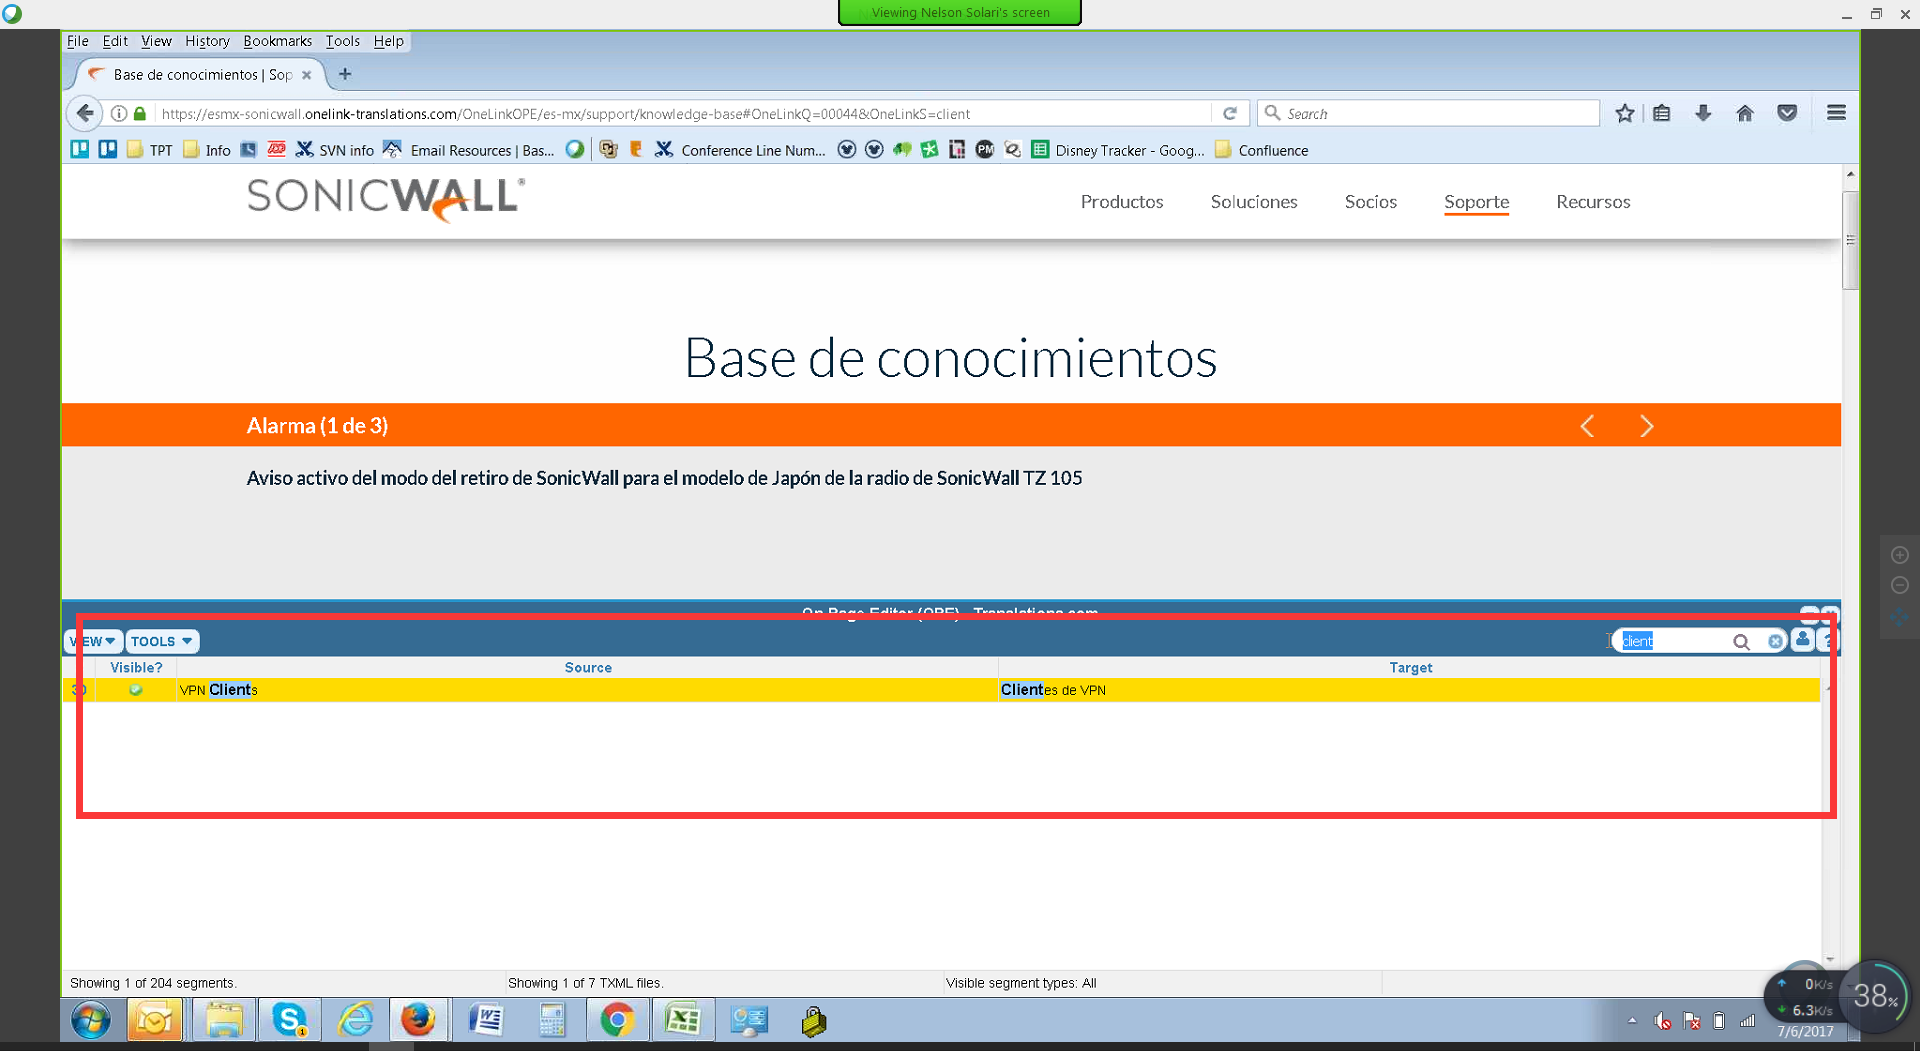 Viewing Nelson Solari's screen
File Edit View History Bookmarks Tools Help
Base de conocimientos | Sop
https://esmx-sonicwall.onelink-translations.com/OneLinkOPE/es-mx/support/knowledge-base#OneLinkQ=00044&OneLinkS=client
Search
TPT Info SVN info Email Resources | Bas... Conference Line Num... PM Disney Tracker - Goog... Confluence
SONICWALL®
Productos Soluciones Socios Soporte Recursos
Base de conocimientos
Alarma (1 de 3)
Aviso activo del modo del retiro de SonicWall para el modelo de Japón de la radio de SonicWall TZ 105
On Page Editor (OPE) - Translations.com
VIEW TOOLS client ?
Visible? Source Target
30 VPN Clients Clientes de VPN
Showing 1 of 204 segments. Showing 1 of 7 TXML files. Visible segment types: All
0K/s
6.3K/s
38%
7/6/2017